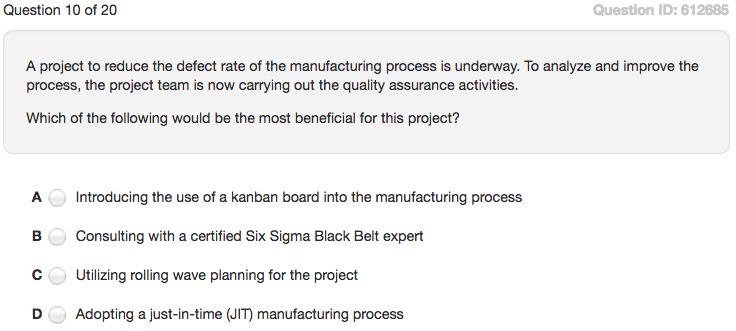 Question 10 of 20
Question ID: 612685
A project to reduce the defect rate of the manufacturing process is underway. To analyze and improve the
process, the project team is now carrying out the quality assurance activities.
Which of the following would be the most beneficial for this project?
A Introducing the use of a kanban board into the manufacturing process
B Consulting with a certified Six Sigma Black Belt expert
C Utilizing rolling wave planning for the project
D Adopting a just-in-time (JIT) manufacturing process